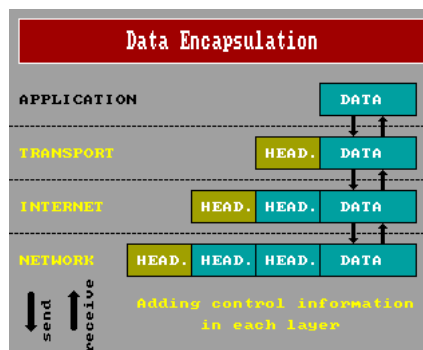 Data Encapsulation
APPLICATION DATA
TRANSPORT HEAD. DATA
INTERNET HEAD. HEAD. DATA
NETWORK HEAD. HEAD. HEAD. DATA
send
receive
Adding control information
in each layer